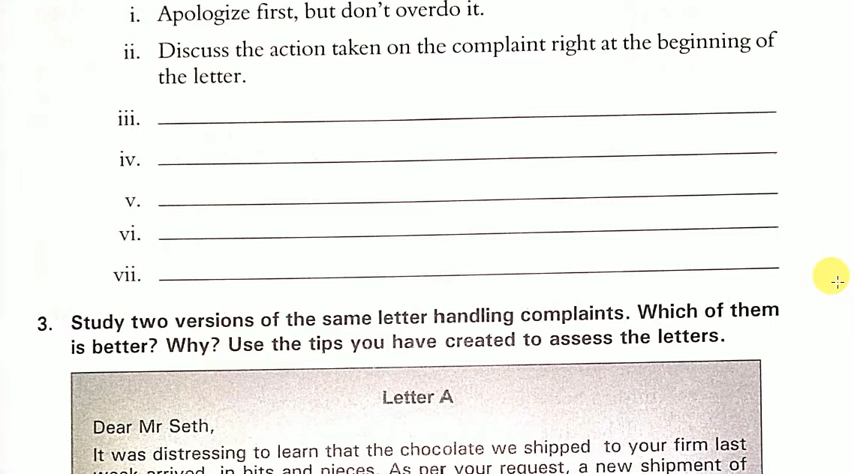 i. Apologize first, but don't overdo it.
ii. Discuss the action taken on the complaint right at the beginning of
the letter.
iii.
iv.
v.
vi.
vii.
3. Study two versions of the same letter handling complaints. Which of them
is better? Why? Use the tips you have created to assess the letters.
Letter A
Dear Mr Seth,
It was distressing to learn that the chocolate we shipped to your firm last
week arrived in bits and pieces. As per your request, a new shipment of